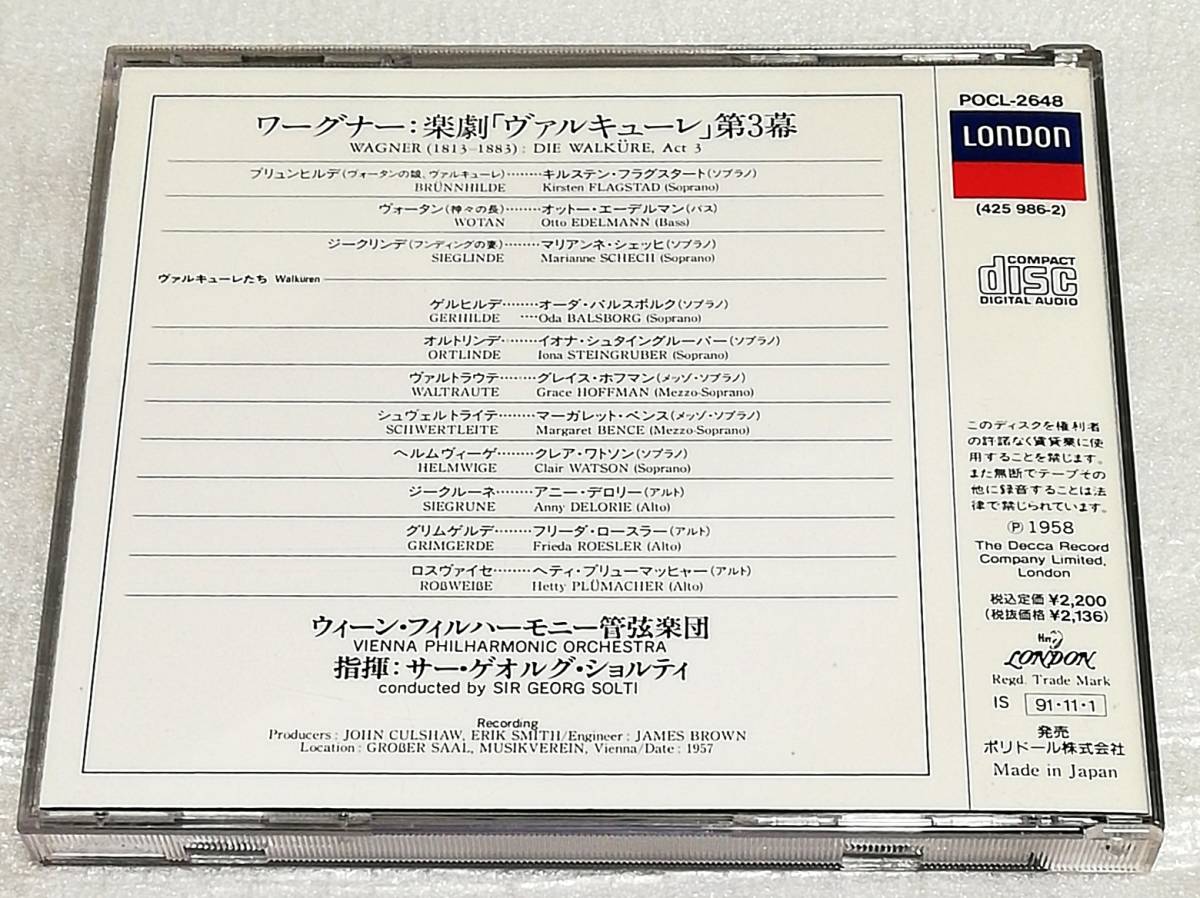 ワーグナー:楽劇「ヴァルキューレ」第3幕
WAGNER (1813-1883) : DIE WALKÜRE, Act 3
ブリュンヒルデ(ヴォータンの娘、ヴァルキューレ)········キルステン・フラグスタート(ソプラノ)
BRÜNNHILDE Kirsten FLAGSTAD (Soprano)
ヴォータン(神々の長)········オットー・エーデルマン(バス)
WOTAN Otto EDELMANN (Bass)
ジークリンデ(フンディングの妻)········マリアンネ・シェッヒ(ソプラノ)
SIEGLINDE Marianne SCHECH (Soprano)
ヴァルキューレたち Walkuren
ゲルヒルデ········オーダ・バルスボルク(ソプラノ)
GERHILDE ····Oda BALSBORG (Soprano)
オルトリンデ········イオナ・シュタイングルーバー(ソプラノ)
ORTLINDE Iona STEINGRUBER (Soprano)
ヴァルトラウテ········グレイス・ホフマン(メッゾ・ソプラノ)
WALTRAUTE Grace HOFFMAN (Mezzo-Soprano)
シュヴェルトライテ········マーガレット・ベンス(メッゾ・ソプラノ)
SCHWERTLEITE Margaret BENCE (Mezzo-Soprano)
ヘルムヴィーゲ········クレア・ワトソン(ソプラノ)
HELMWIGE Clair WATSON (Soprano)
ジークルーネ········アニー・デロリー(アルト)
SIEGRUNE Anny DELORIE (Alto)
グリムゲルデ········フリーダ・ロースラー(アルト)
GRIMGERDE Frieda ROESLER (Alto)
ロスヴァイセ········ヘティ・プリューマッヒャー(アルト)
ROßWEIßE Hetty PLÜMACHER (Alto)
ウィーン・フィルハーモニー管弦楽団
VIENNA PHILHARMONIC ORCHESTRA
指揮:サー・ゲオルグ・ショルティ
conducted by SIR GEORG SOLTI
Recording
Producers : JOHN CULSHAW, ERIK SMITH/Engineer : JAMES BROWN
Location : GROßER SAAL, MUSIKVEREIN, Vienna/Date : 1957
POCL-2648
LONDON
(425 986-2)
COMPACT
disc
DIGITAL AUDIO
このディスクを権利者
の許諾なく賃貸業に使
用することを禁じます。
また無断でテープその
他に録音することは法
律で禁じられています。
Ⓟ 1958
The Decca Record
Company Limited,
London
税込定価 ¥2,200
(税抜価格 ¥2,136)
LONDON
Regd. Trade Mark
IS 91・11・1
発売
ポリドール株式会社
Made in Japan